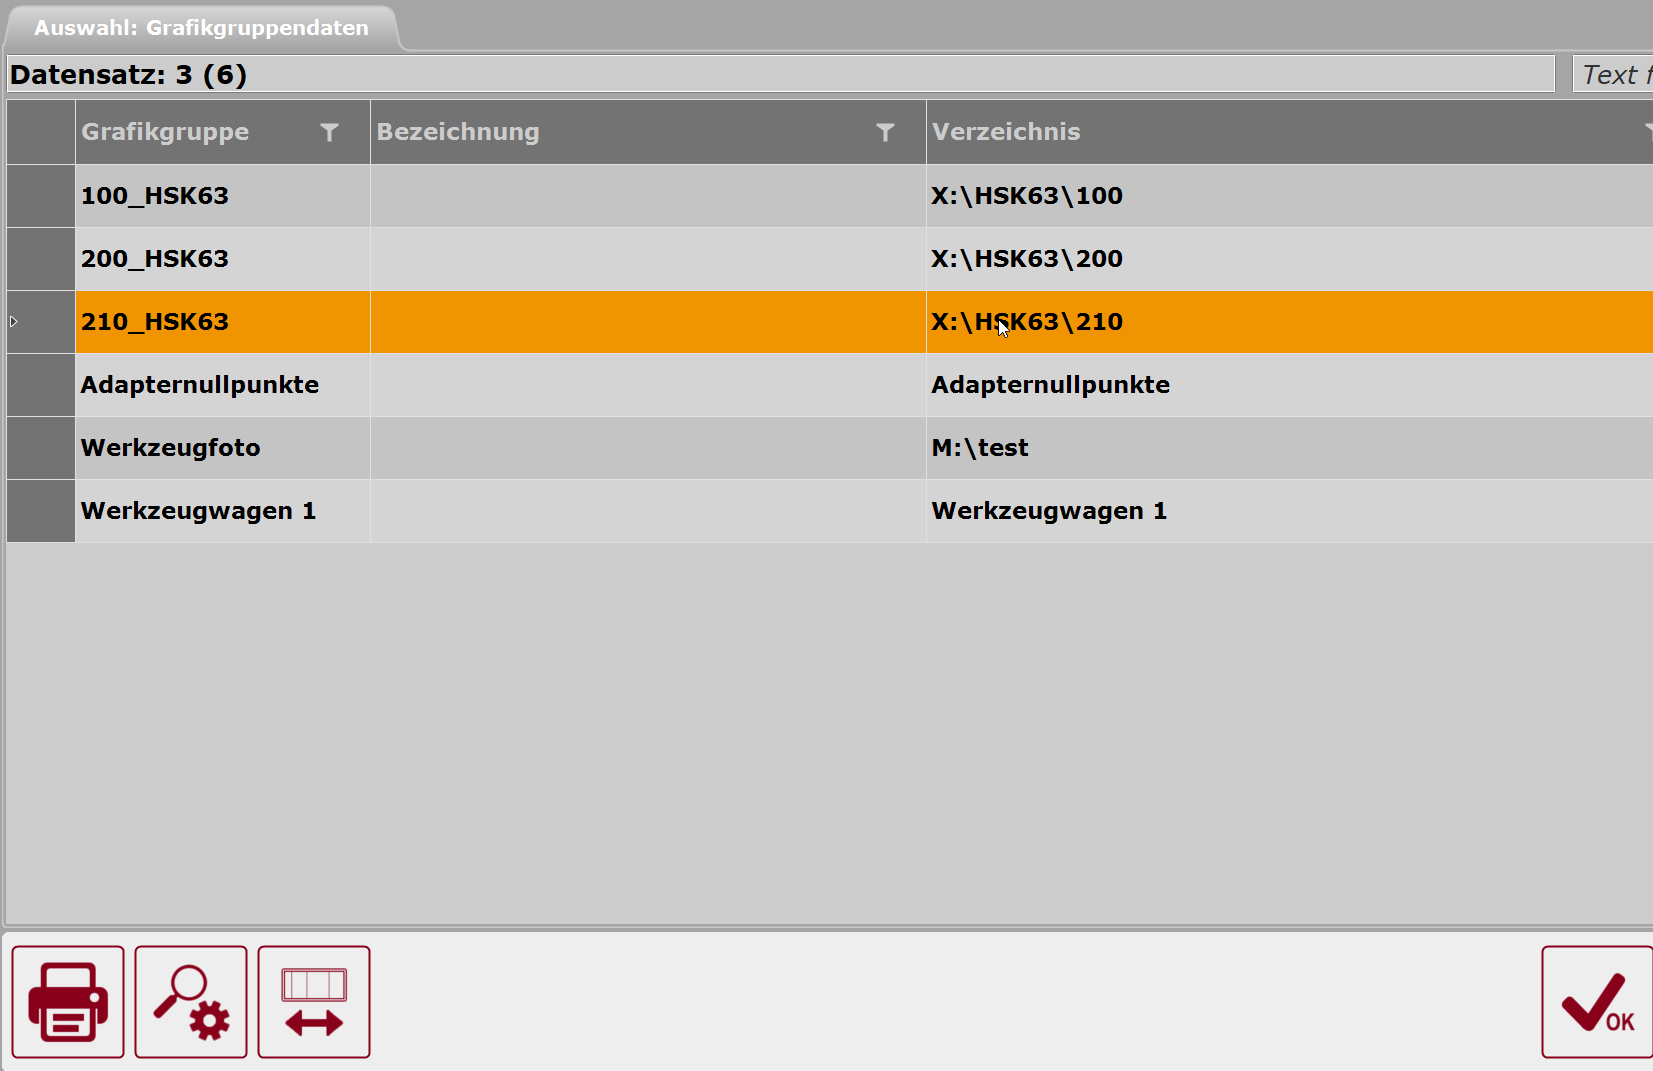 Auswahl: Grafikgruppendaten
Datensatz: 3 (6)
Text f
Grafikgruppe Bezeichnung Verzeichnis
100_HSK63 X:\HSK63\100
200_HSK63 X:\HSK63\200
210_HSK63 X:\HSK63\210
Adapternullpunkte Adapternullpunkte
Werkzeugfoto M:\test
Werkzeugwagen 1 Werkzeugwagen 1
OK